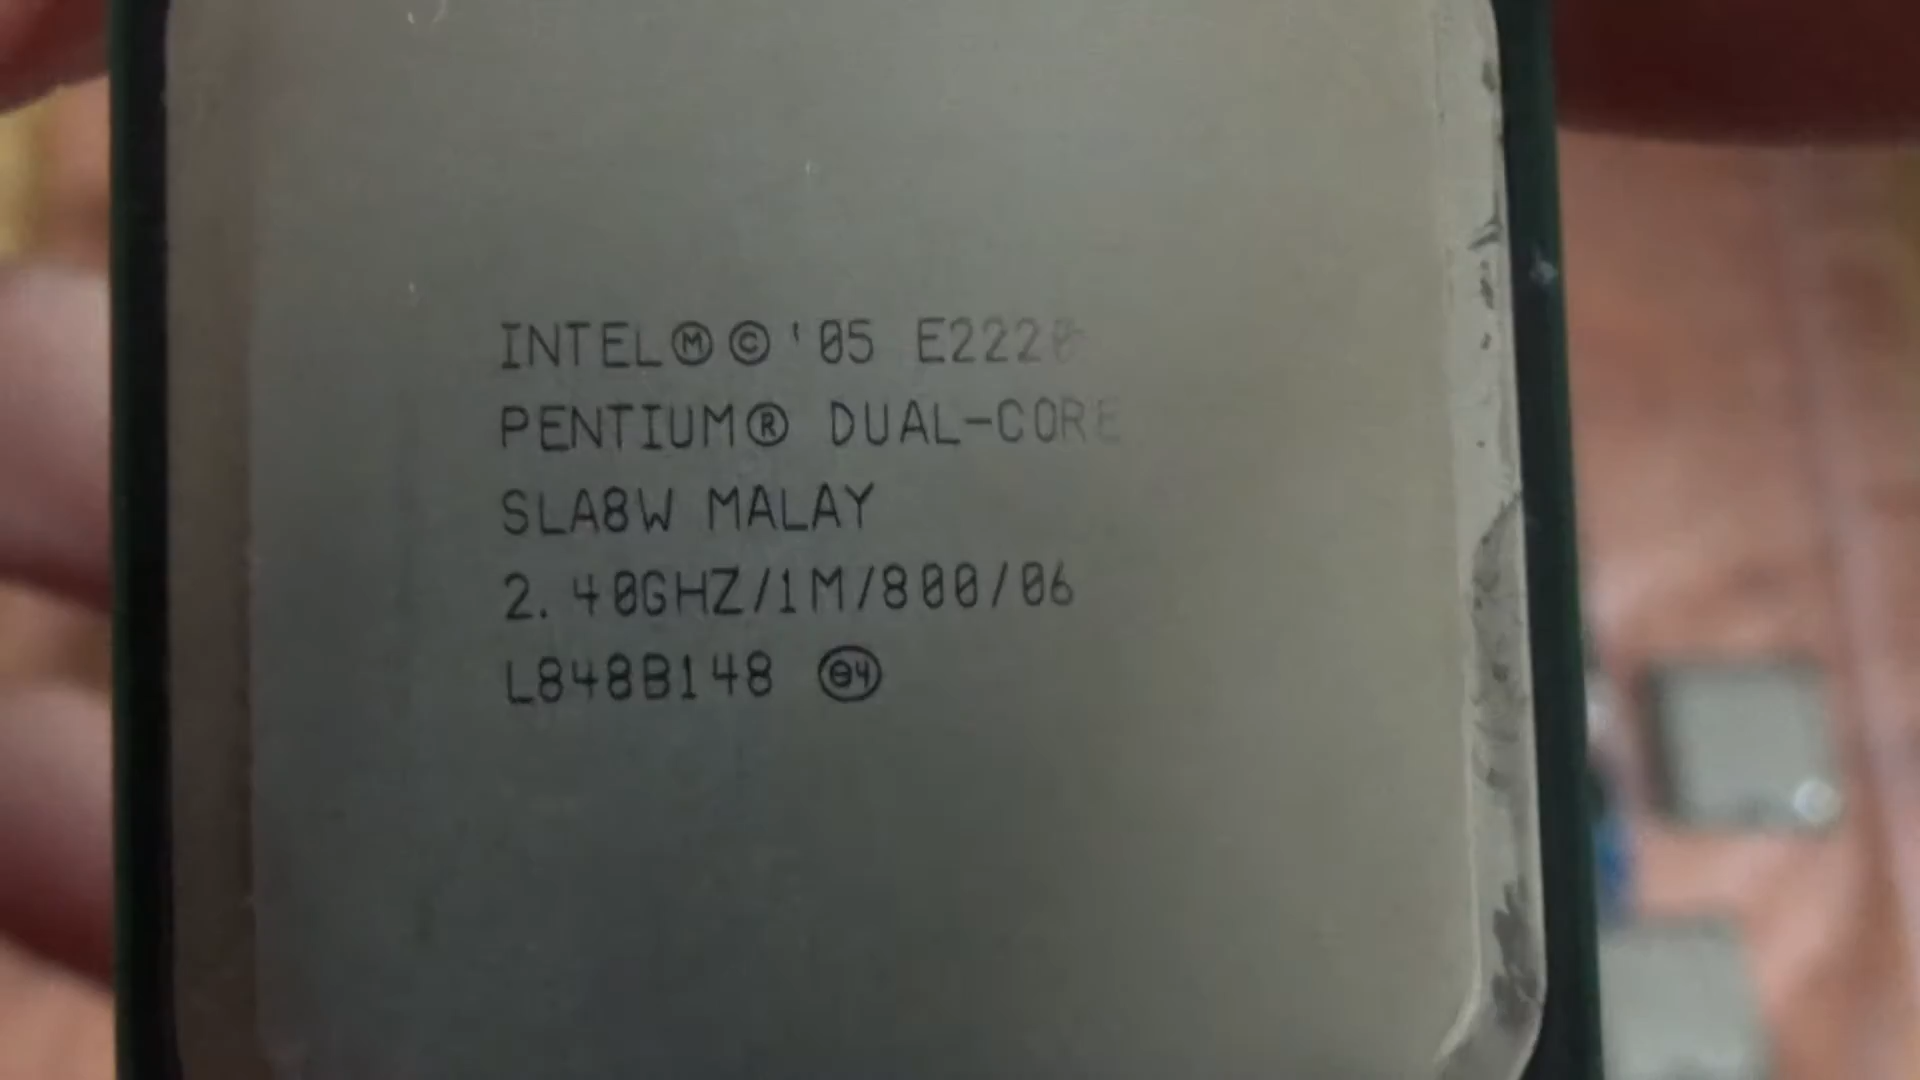 INTEL Ⓜ © '05 E2220
PENTIUM® DUAL-CORE
SLA8W MALAY
2.40GHZ/1M/800/06
L848B148 e4